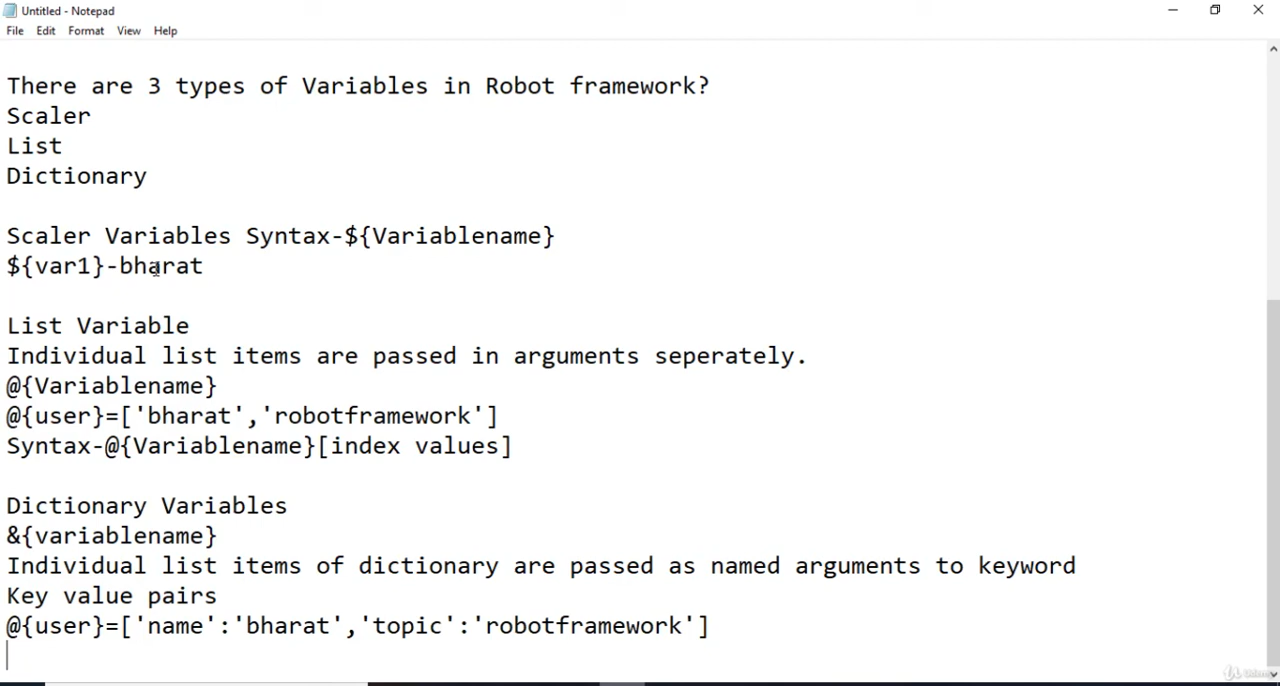 Untitled - Notepad
File Edit Format View Help
There are 3 types of Variables in Robot framework?
Scaler
List
Dictionary
Scaler Variables Syntax-${Variablename}
${var1}-bharat
List Variable
Individual list items are passed in arguments seperately.
@{Variablename}
@{user}=['bharat','robotframework']
Syntax-@{Variablename}[index values]
Dictionary Variables
&{variablename}
Individual list items of dictionary are passed as named arguments to keyword
Key value pairs
@{user}=['name':'bharat','topic':'robotframework']